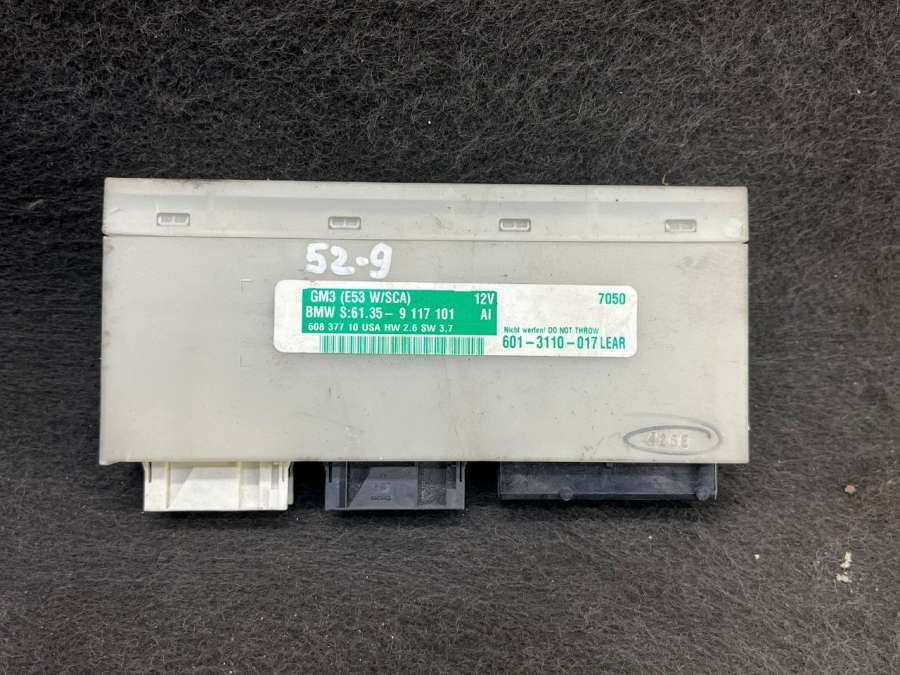 52-9
GM3 (E53 W/SCA) 12V 7050
BMW S:61.35- 9 117 101 AI
608 377 10 USA HW 2.6 SW 3.7
Nicht werfen! DO NOT THROW
601-3110-017 LEAR